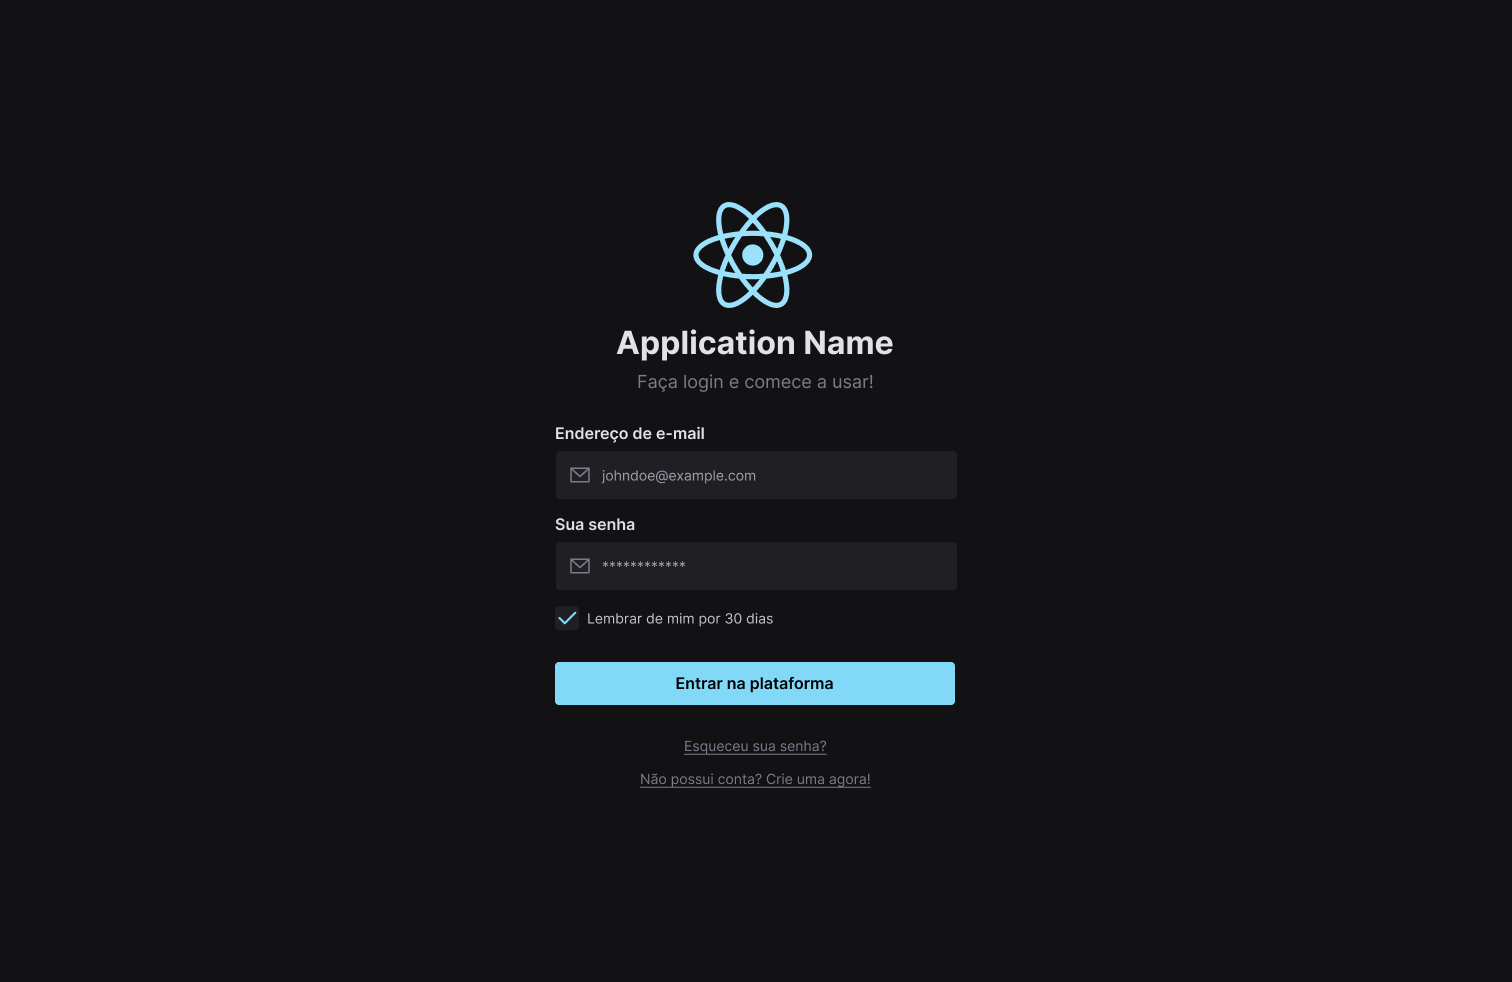 Application Name
Faça login e comece a usar!
Endereço de e-mail
johndoe@example.com
Sua senha
************
Lembrar de mim por 30 dias
Entrar na plataforma
Esqueceu sua senha?
Não possui conta? Crie uma agora!